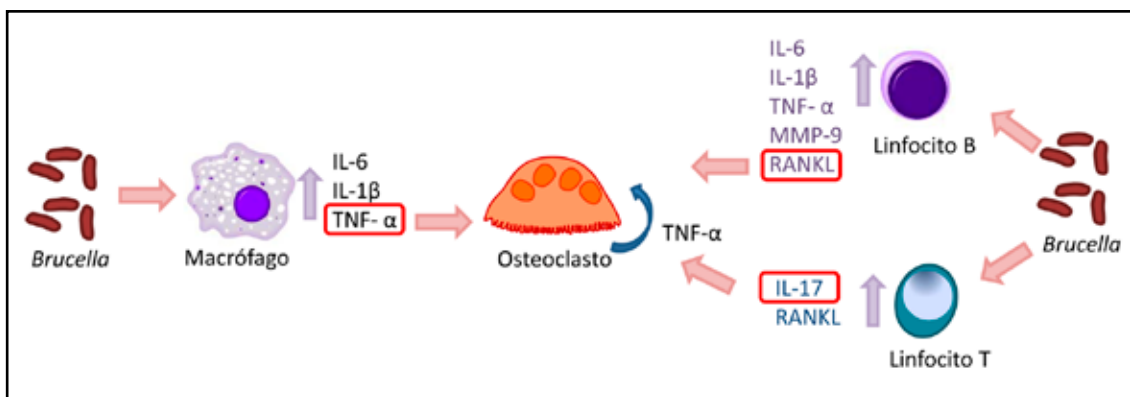 Brucella
Macrófago
IL-6
IL-1β
TNF- α
Osteoclasto
TNF-α
IL-6
IL-1β
TNF- α
MMP-9
RANKL
Linfocito B
IL-17
RANKL
Linfocito T
Brucella